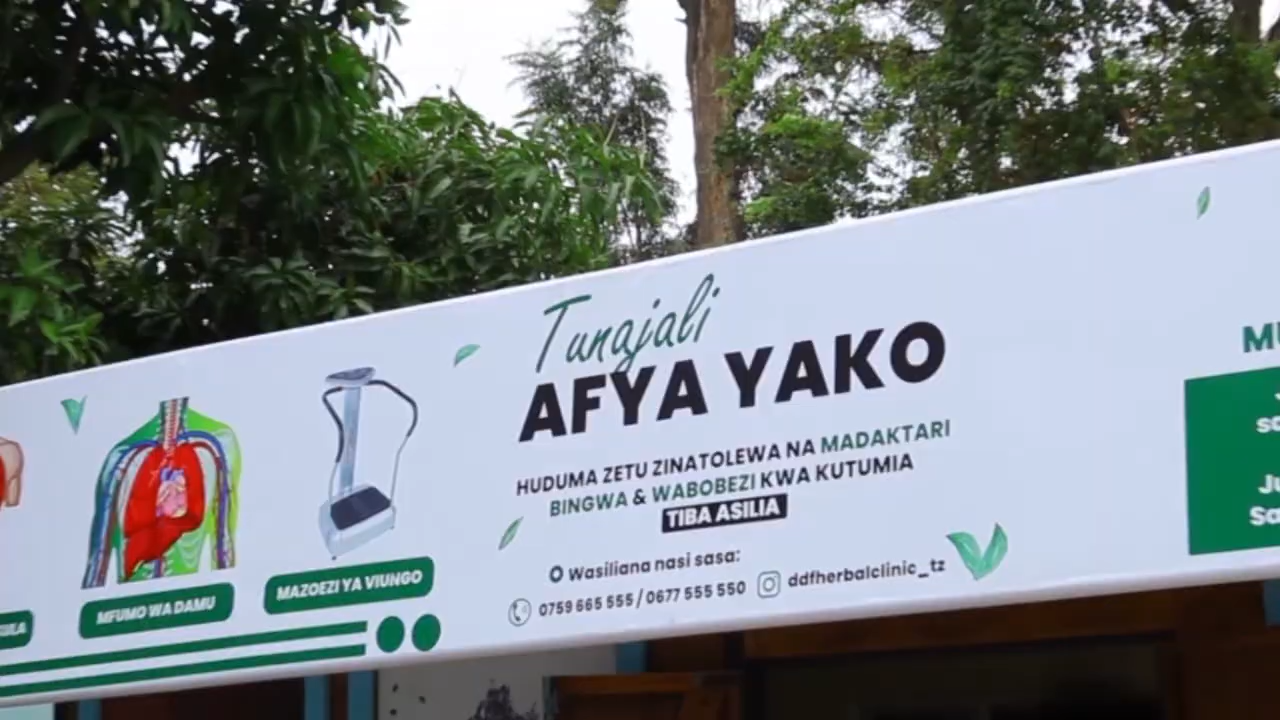 MFUMO WA DAMU
MAZOEZI YA VIUNGO
Tunajali
AFYA YAKO
HUDUMA ZETU ZINATOLEWA NA MADAKTARI
BINGWA & WABOBEZI KWA KUTUMIA
TIBA ASILIA
Wasiliana nasi sasa:
0759 665 555 / 0677 555 550 ddfherbalclinic_tz